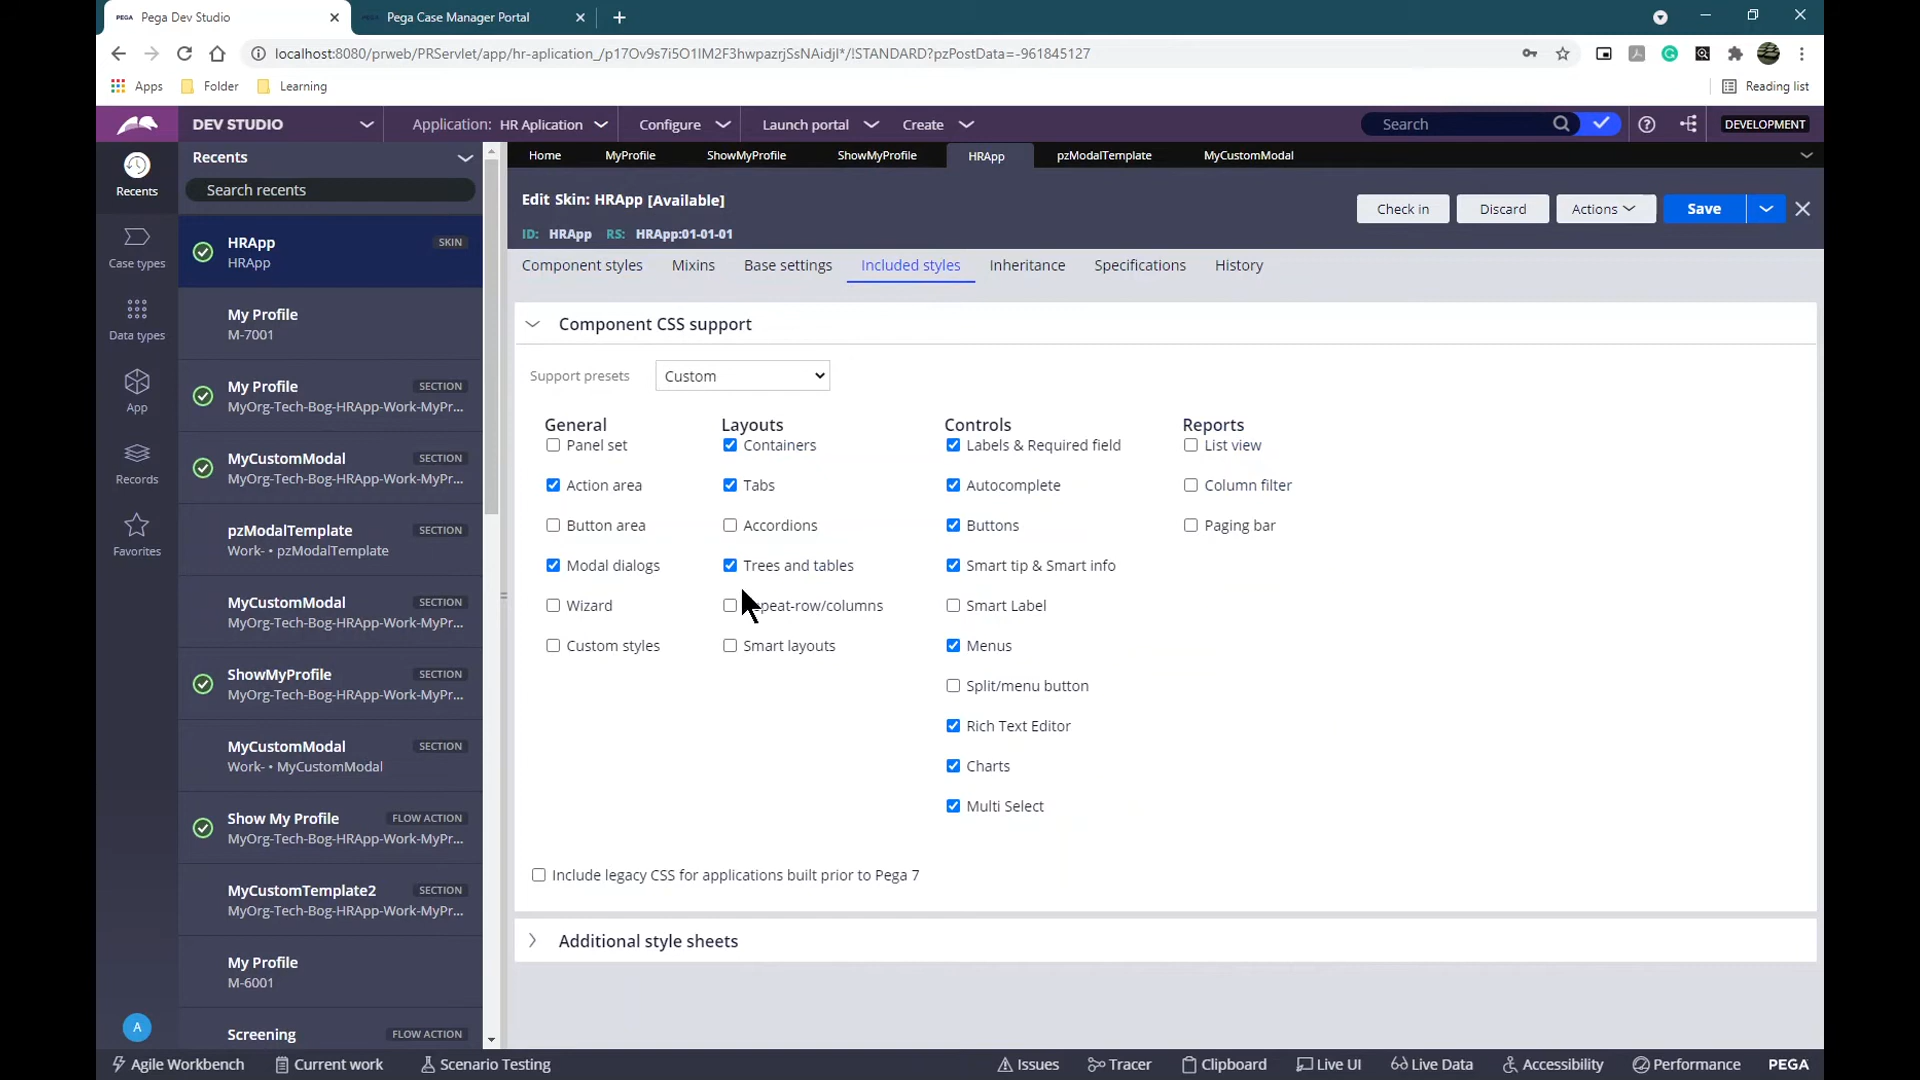 PEGA Pega Dev Studio
PEGA Pega Case Manager Portal
localhost:8080/prweb/PRServlet/app/hr-aplication_/p17Ov9s7i5O1IM2F3hwpazrjSsNAidjI*/!STANDARD?pzPostData=-961845127
Apps Folder Learning
Reading list
DEV STUDIO
Application: HR Aplication
Configure
Launch portal
Create
Search
DEVELOPMENT
Recents
Case types
Data types
App
Records
Favorites
A
Recents
Search recents
HRApp SKIN
HRApp
My Profile
M-7001
My Profile SECTION
MyOrg-Tech-Bog-HRApp-Work-MyPr...
MyCustomModal SECTION
MyOrg-Tech-Bog-HRApp-Work-MyPr...
pzModalTemplate SECTION
Work- • pzModalTemplate
MyCustomModal SECTION
MyOrg-Tech-Bog-HRApp-Work-MyPr...
ShowMyProfile SECTION
MyOrg-Tech-Bog-HRApp-Work-MyPr...
MyCustomModal SECTION
Work- • MyCustomModal
Show My Profile FLOW ACTION
MyOrg-Tech-Bog-HRApp-Work-MyPr...
MyCustomTemplate2 SECTION
MyOrg-Tech-Bog-HRApp-Work-MyPr...
My Profile
M-6001
Screening FLOW ACTION
Home MyProfile ShowMyProfile ShowMyProfile HRApp pzModalTemplate MyCustomModal
Edit Skin: HRApp [Available]
ID: HRApp RS: HRApp:01-01-01
Check in Discard Actions Save
Component styles Mixins Base settings Included styles Inheritance Specifications History
Component CSS support
Support presets Custom
General
Panel set
Action area
Button area
Modal dialogs
Wizard
Custom styles
Layouts
Containers
Tabs
Accordions
Trees and tables
epeat-row/columns
Smart layouts
Controls
Labels & Required field
Autocomplete
Buttons
Smart tip & Smart info
Smart Label
Menus
Split/menu button
Rich Text Editor
Charts
Multi Select
Reports
List view
Column filter
Paging bar
Include legacy CSS for applications built prior to Pega 7
Additional style sheets
Agile Workbench Current work Scenario Testing Issues Tracer Clipboard Live UI Live Data Accessibility Performance PEGA